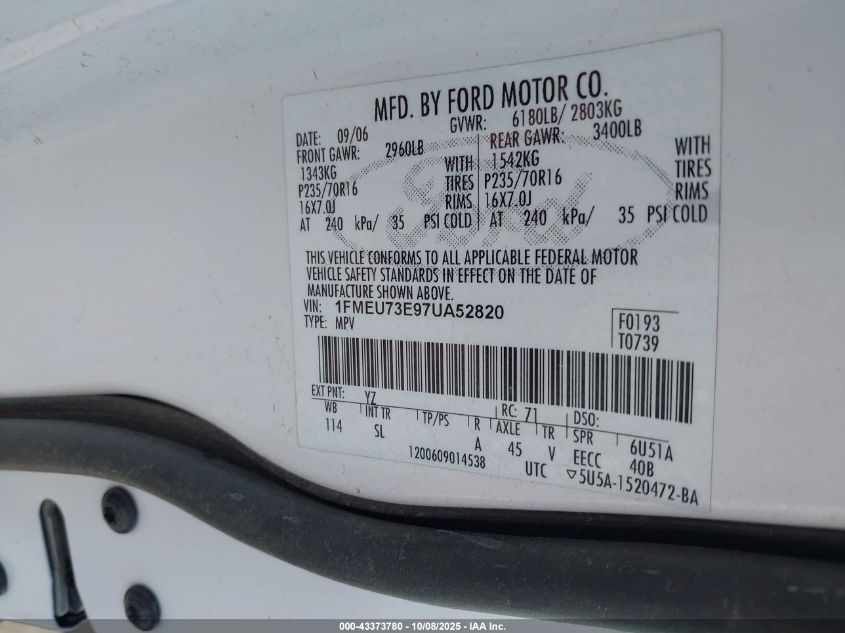 MFD. BY FORD MOTOR CO.
DATE: 09/06 GVWR: 6180LB/ 2803KG
FRONT GAWR: 2960LB REAR GAWR: 3400LB
1343KG WITH 1542KG WITH
P235/70R16 TIRES P235/70R16 TIRES
16X7.0J RIMS 16X7.0J RIMS
AT 240 kPa/ 35 PSI COLD AT 240 kPa/ 35 PSI COLD
Ford
THIS VEHICLE CONFORMS TO ALL APPLICABLE FEDERAL MOTOR
VEHICLE SAFETY STANDARDS IN EFFECT ON THE DATE OF
MANUFACTURE SHOWN ABOVE.
VIN: 1FMEU73E97UA52820
TYPE: MPV
F0193
T0739
EXT PNT: YZ RC: 71 DSO:
WB INT TR TP/PS R AXLE TR SPR 6U51A
114 SL A 45 V EECC 40B
1200609014538 UTC ▽5U5A-1520472-BA
000-43373780 - 10/08/2025 - IAA Inc.